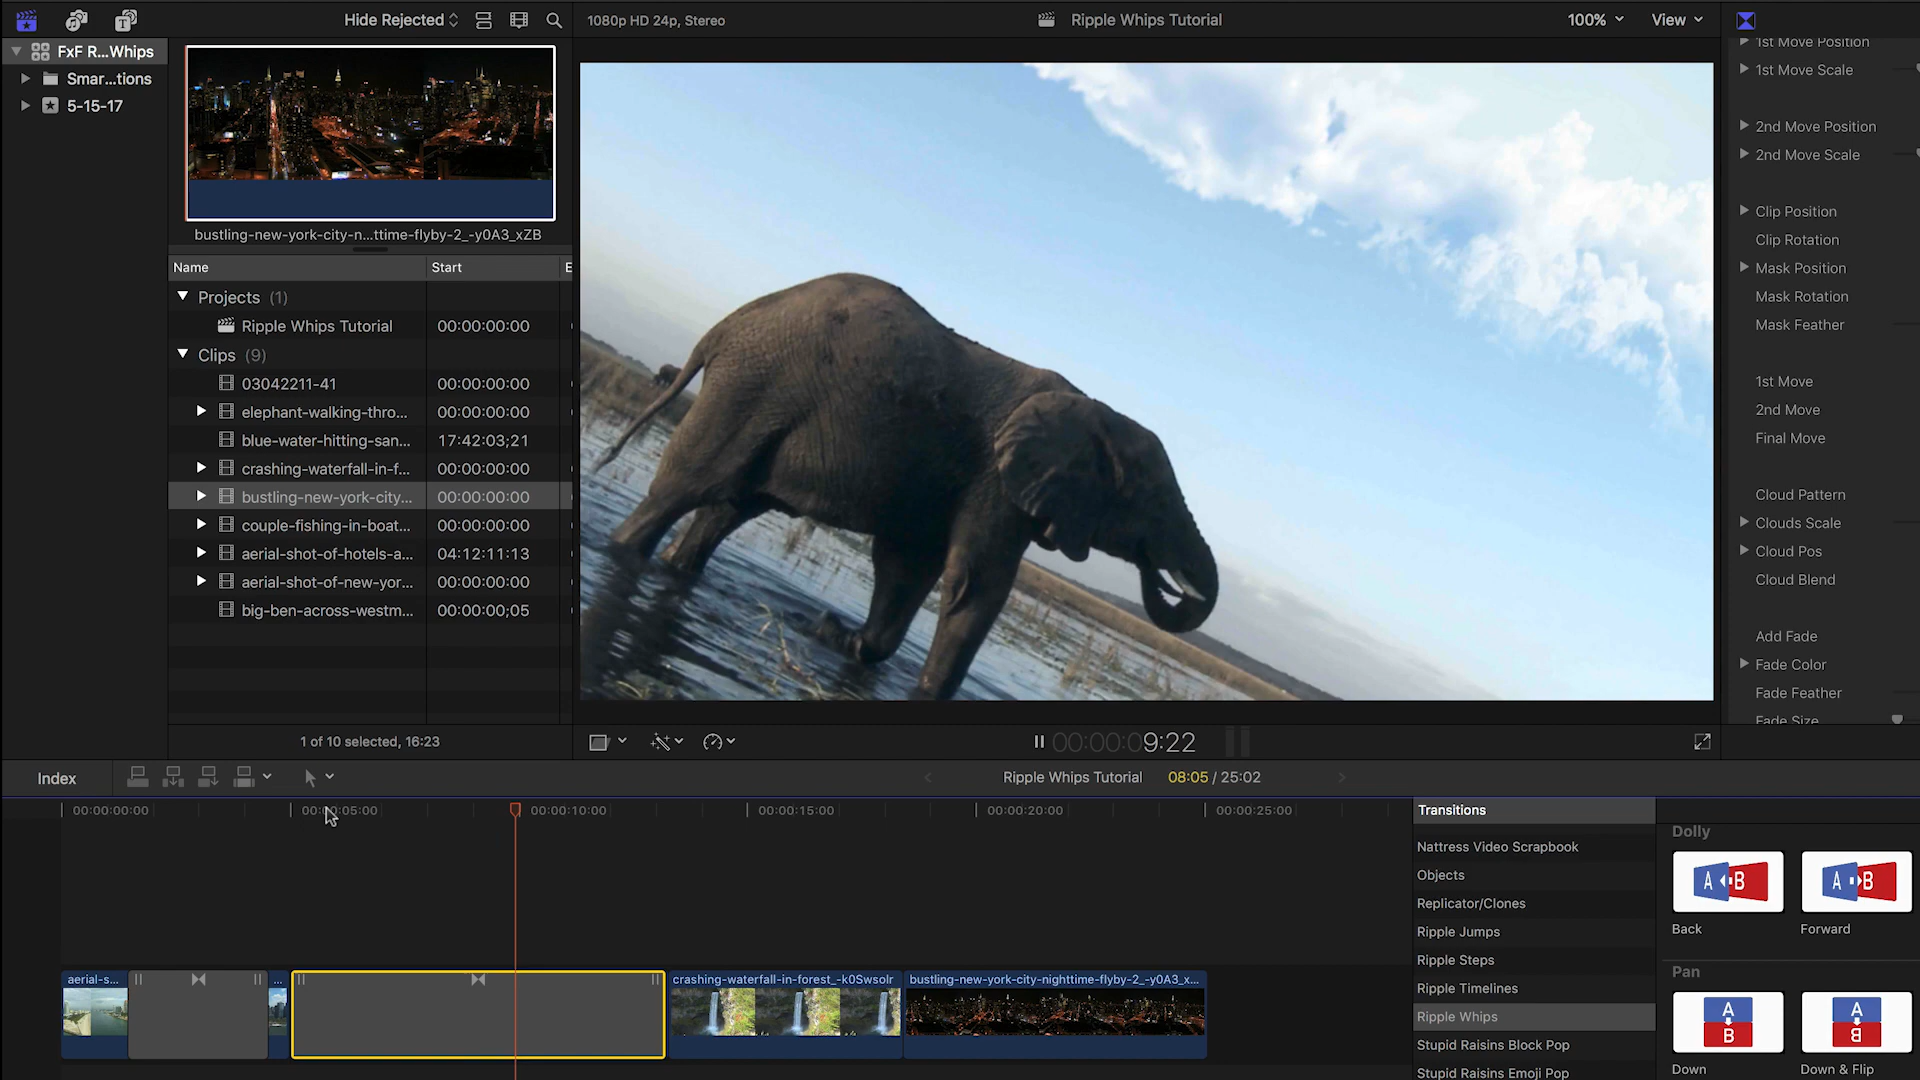 Hide Rejected
1080p HD 24p, Stereo
Ripple Whips Tutorial
100%
View
FxF R...Whips
Smar...tions
5-15-17
bustling-new-york-city-n...ttime-flyby-2_-y0A3_xZB
Name
Start
Projects (1)
Ripple Whips Tutorial
00:00:00:00
Clips (9)
03042211-41
00:00:00:00
elephant-walking-thro...
00:00:00:00
blue-water-hitting-san...
17:42:03;21
crashing-waterfall-in-f...
00:00:00:00
bustling-new-york-city...
00:00:00:00
couple-fishing-in-boat...
00:00:00:00
aerial-shot-of-hotels-a...
04:12:11:13
aerial-shot-of-new-yor...
00:00:00:00
big-ben-across-westm...
00:00:00;05
1 of 10 selected, 16:23
00:00:09:22
1st Move Position
1st Move Scale
2nd Move Position
2nd Move Scale
Clip Position
Clip Rotation
Mask Position
Mask Rotation
Mask Feather
1st Move
2nd Move
Final Move
Cloud Pattern
Clouds Scale
Cloud Pos
Cloud Blend
Add Fade
Fade Color
Fade Feather
Fade Size
Index
Ripple Whips Tutorial
08:05 / 25:02
00:00:00:00
00:00:05:00
00:00:10:00
00:00:15:00
00:00:20:00
00:00:25:00
aerial-s...
...
crashing-waterfall-in-forest_-k0Swsolr
bustling-new-york-city-nighttime-flyby-2_-y0A3_x...
Transitions
Nattress Video Scrapbook
Objects
Replicator/Clones
Ripple Jumps
Ripple Steps
Ripple Timelines
Ripple Whips
Stupid Raisins Block Pop
Stupid Raisins Emoji Pop
Dolly
A B
A B
Back
Forward
Pan
A
B
A
B
Down
Down & Flip